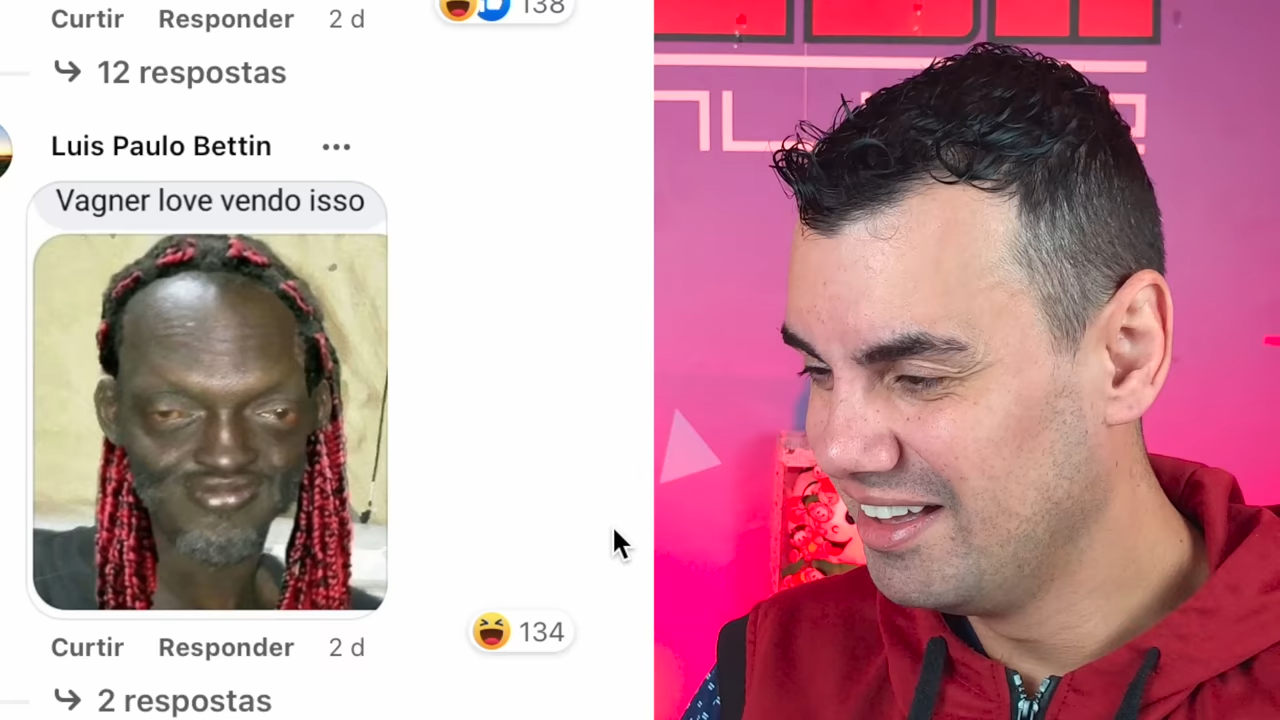 138
Curtir Responder 2 d
12 respostas
Luis Paulo Bettin
Vagner love vendo isso
Curtir Responder 2 d
134
2 respostas